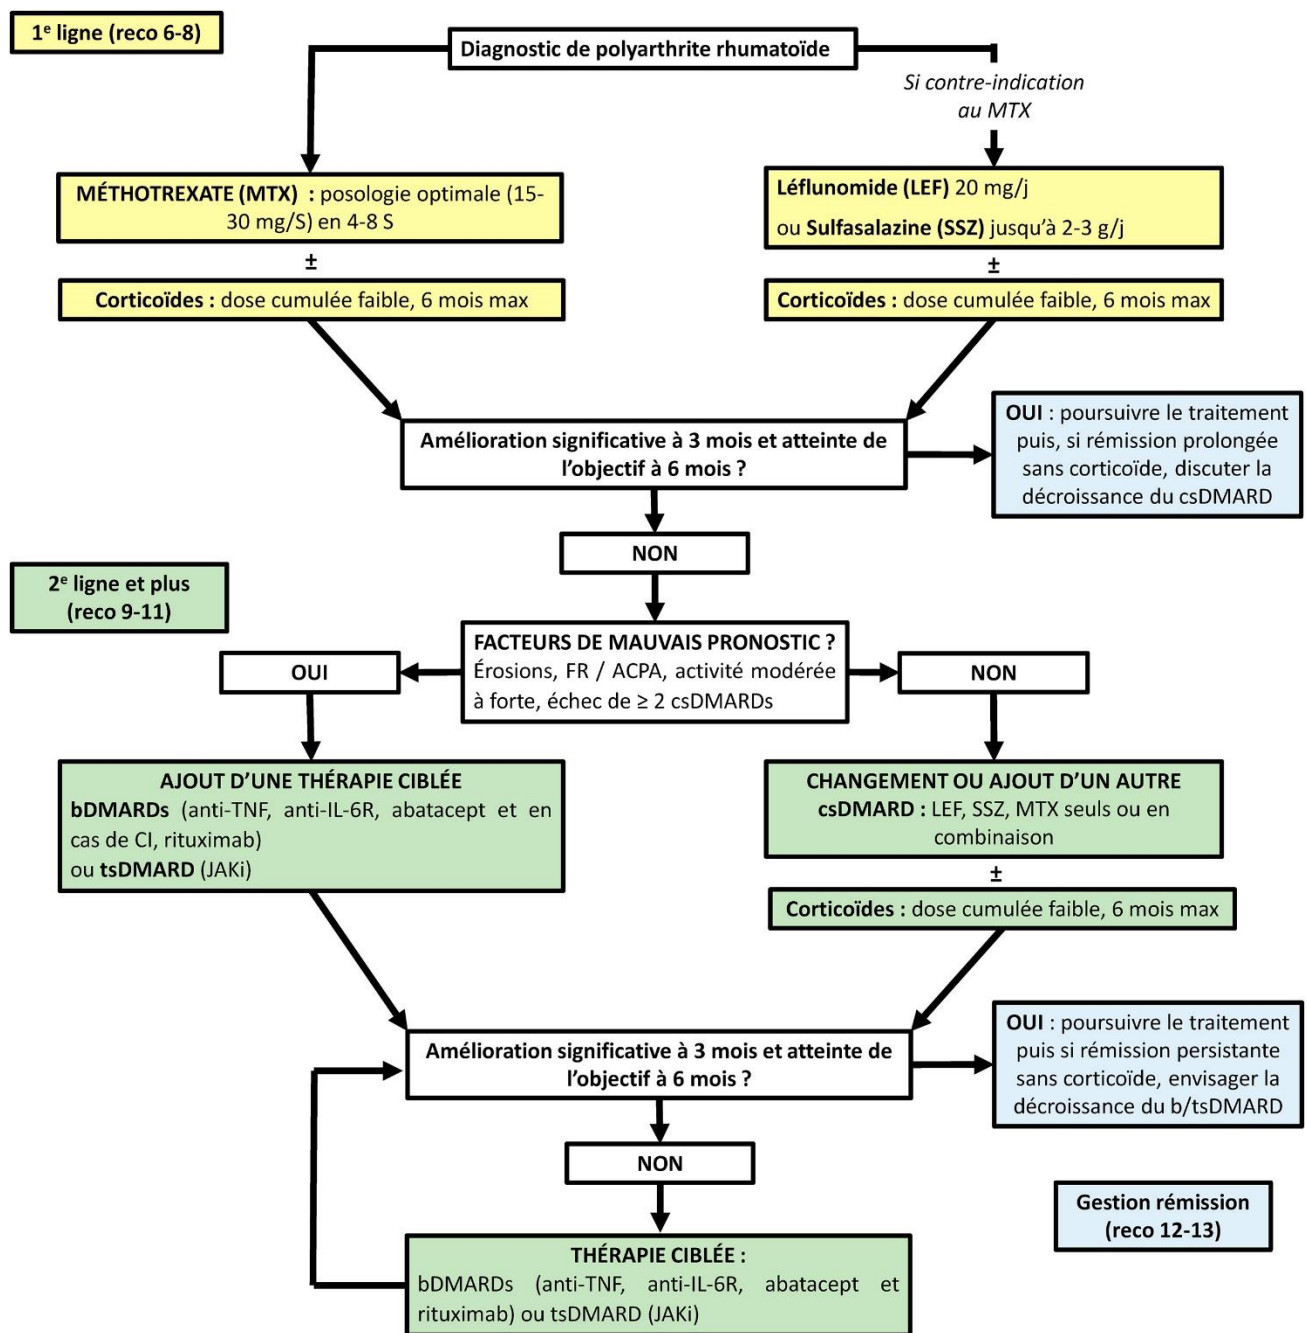 1e ligne (reco 6-8)
Diagnostic de polyarthrite rhumatoïde
Si contre-indication
au MTX
MÉTHOTREXATE (MTX) : posologie optimale (15-
30 mg/S) en 4-8 S
±
Corticoïdes : dose cumulée faible, 6 mois max
Léflunomide (LEF) 20 mg/j
ou Sulfasalazine (SSZ) jusqu’à 2-3 g/j
±
Corticoïdes : dose cumulée faible, 6 mois max
Amélioration significative à 3 mois et atteinte de
l’objectif à 6 mois ?
OUI : poursuivre le traitement
puis, si rémission prolongée
sans corticoïde, discuter la
décroissance du csDMARD
NON
2e ligne et plus
(reco 9-11)
FACTEURS DE MAUVAIS PRONOSTIC ?
Érosions, FR / ACPA, activité modérée
à forte, échec de ≥ 2 csDMARDs
OUI
NON
AJOUT D’UNE THÉRAPIE CIBLÉE
bDMARDs (anti-TNF, anti-IL-6R, abatacept et en
cas de CI, rituximab)
ou tsDMARD (JAKi)
CHANGEMENT OU AJOUT D’UN AUTRE
csDMARD : LEF, SSZ, MTX seuls ou en
combinaison
±
Corticoïdes : dose cumulée faible, 6 mois max
Amélioration significative à 3 mois et atteinte de
l’objectif à 6 mois ?
OUI : poursuivre le traitement
puis si rémission persistante
sans corticoïde, envisager la
décroissance du b/tsDMARD
NON
Gestion rémission
(reco 12-13)
THÉRAPIE CIBLÉE :
bDMARDs (anti-TNF, anti-IL-6R, abatacept et
rituximab) ou tsDMARD (JAKi)